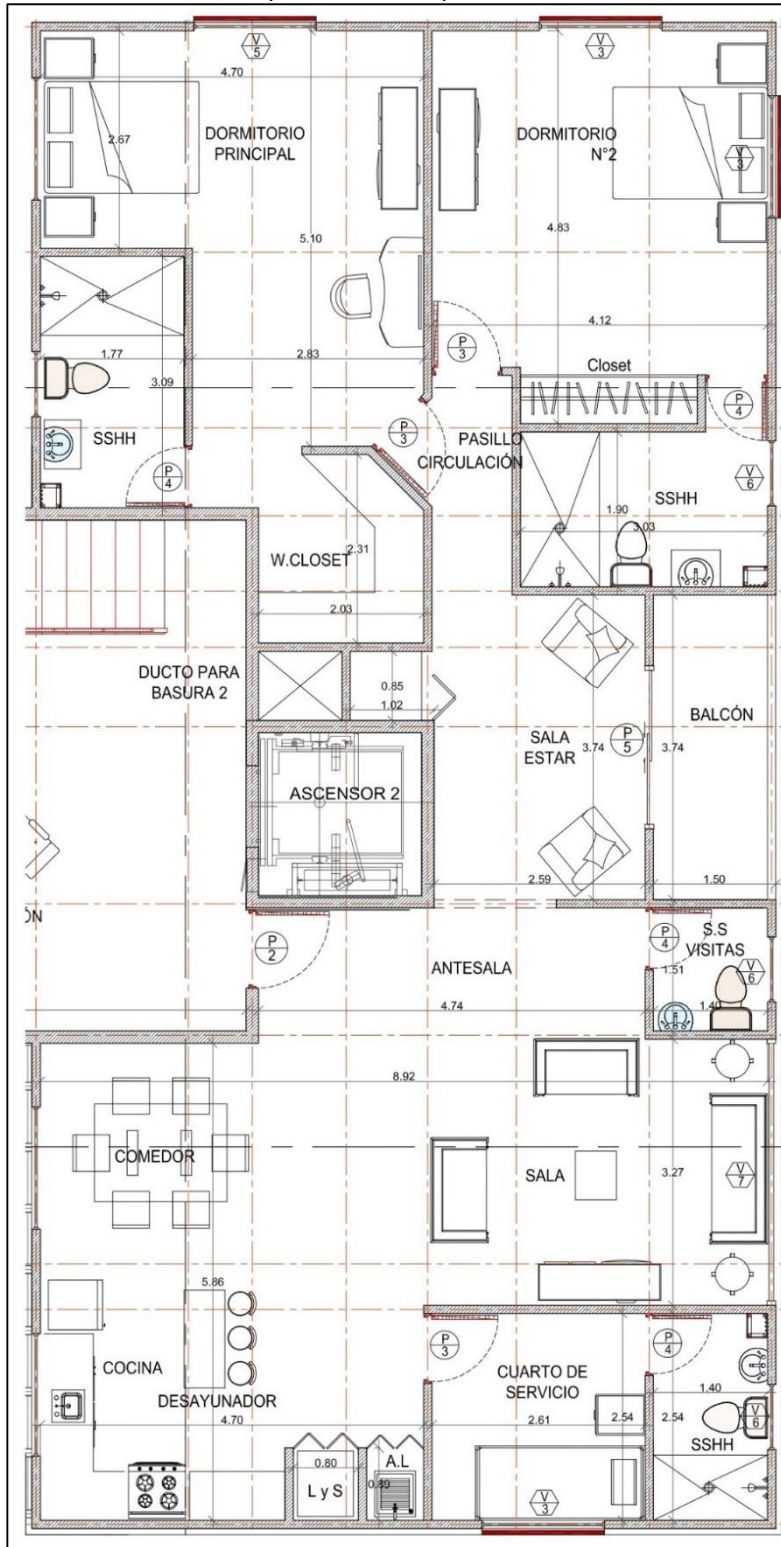 V
5
V
3
4.70
DORMITORIO
PRINCIPAL
2.67
DORMITORIO
N°2
V
3
5.10
4.83
4.12
P
3
1.77
2.83
3.09
Closet
P
4
SSHH
P
3
PASILLO
CIRCULACIÓN
P
4
V
6
SSHH
1.90
3.03
W.CLOSET
2.31
2.03
DUCTO PARA
BASURA 2
0.85
1.02
SALA
ESTAR
3.74
P
5
3.74
BALCÓN
ASCENSOR 2
2.59
1.50
ÓN
P
2
ANTESALA
P
4
S.S
VISITAS
1.51
V
6
4.74
1.40
8.92
COMEDOR
SALA
V
7
3.27
5.86
COCINA
DESAYUNADOR
P
3
CUARTO DE
SERVICIO
P
4
1.40
4.70
2.61
2.54
2.54
V
6
SSHH
0.80
A.L
0.80
L y S
V
3